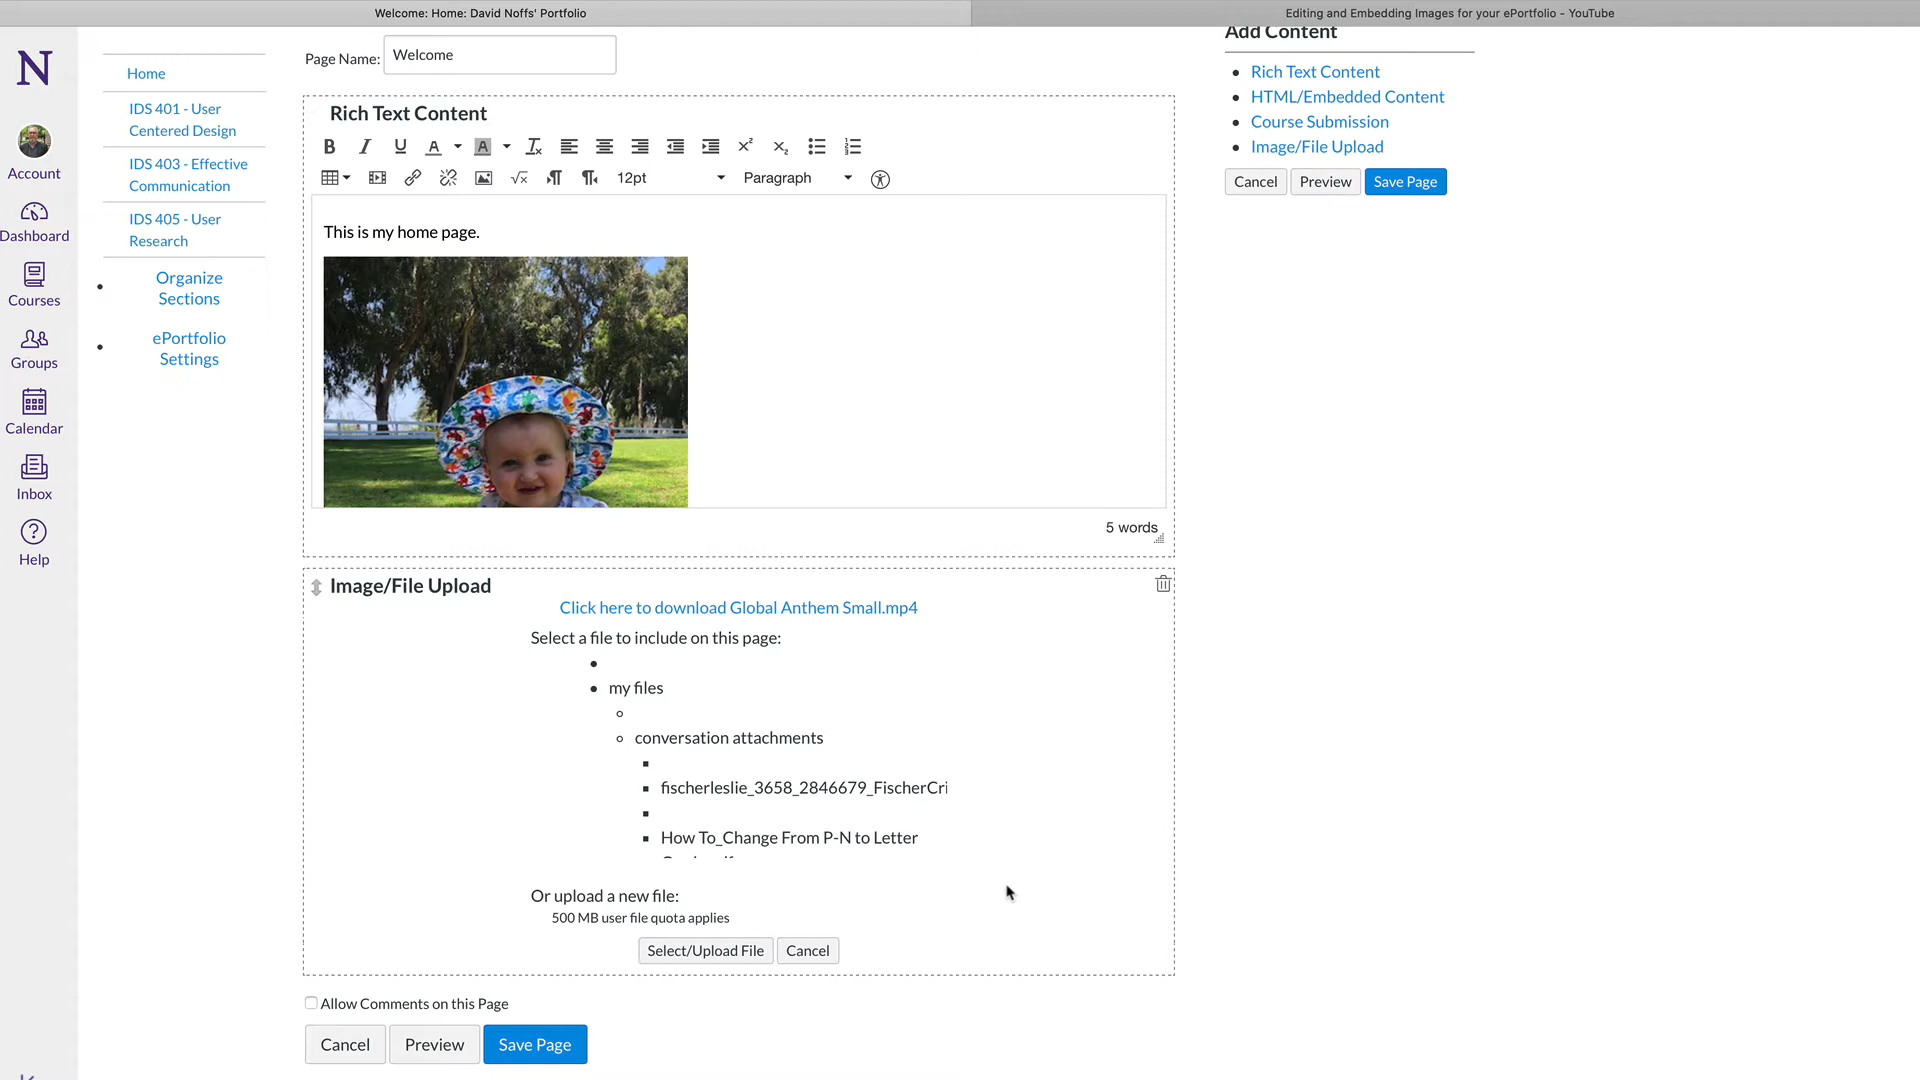 Welcome: Home: David Noffs' Portfolio
Editing and Embedding Images for your ePortfolio - YouTube
N
Account
Dashboard
Courses
Groups
Calendar
Inbox
Help
Home
IDS 401 - User
Centered Design
IDS 403 - Effective
Communication
IDS 405 - User
Research
Organize
Sections
ePortfolio
Settings
Page Name:
Welcome
Rich Text Content
12pt
Paragraph
This is my home page.
5 words
Image/File Upload
Click here to download Global Anthem Small.mp4
Select a file to include on this page:
my files
conversation attachments
fischerleslie_3658_2846679_FischerCri
How To_Change From P-N to Letter
Or upload a new file:
500 MB user file quota applies
Select/Upload File
Cancel
Allow Comments on this Page
Cancel
Preview
Save Page
Add Content
Rich Text Content
HTML/Embedded Content
Course Submission
Image/File Upload
Cancel
Preview
Save Page